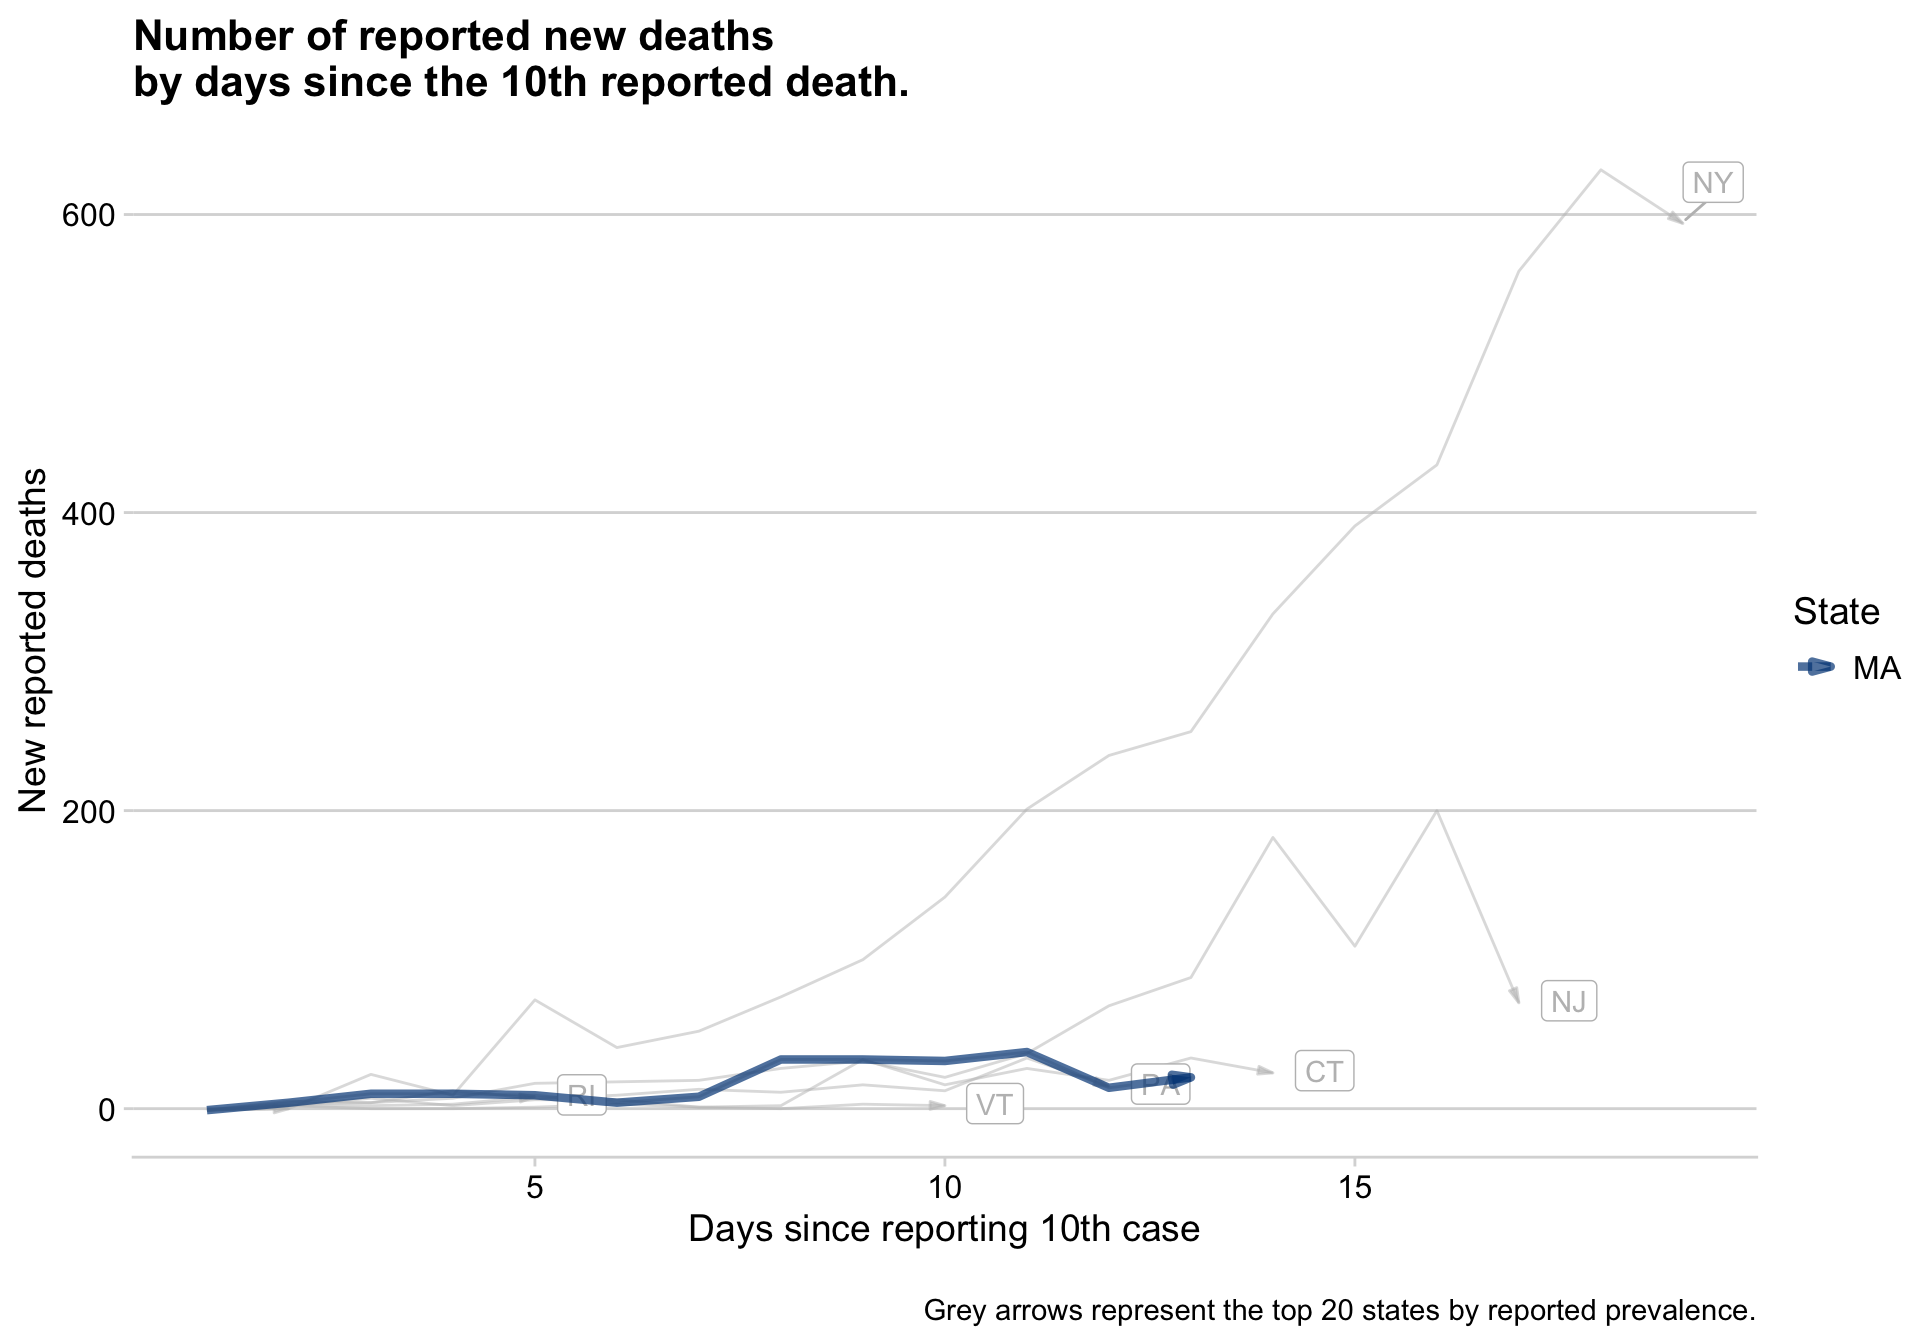 Number of reported new deaths
by days since the 10th reported death.
NY
600
400
200
0
New reported deaths
NJ
CT
PA
RI
VT
State
MA
5 10 15
Days since reporting 10th case
Grey arrows represent the top 20 states by reported prevalence.